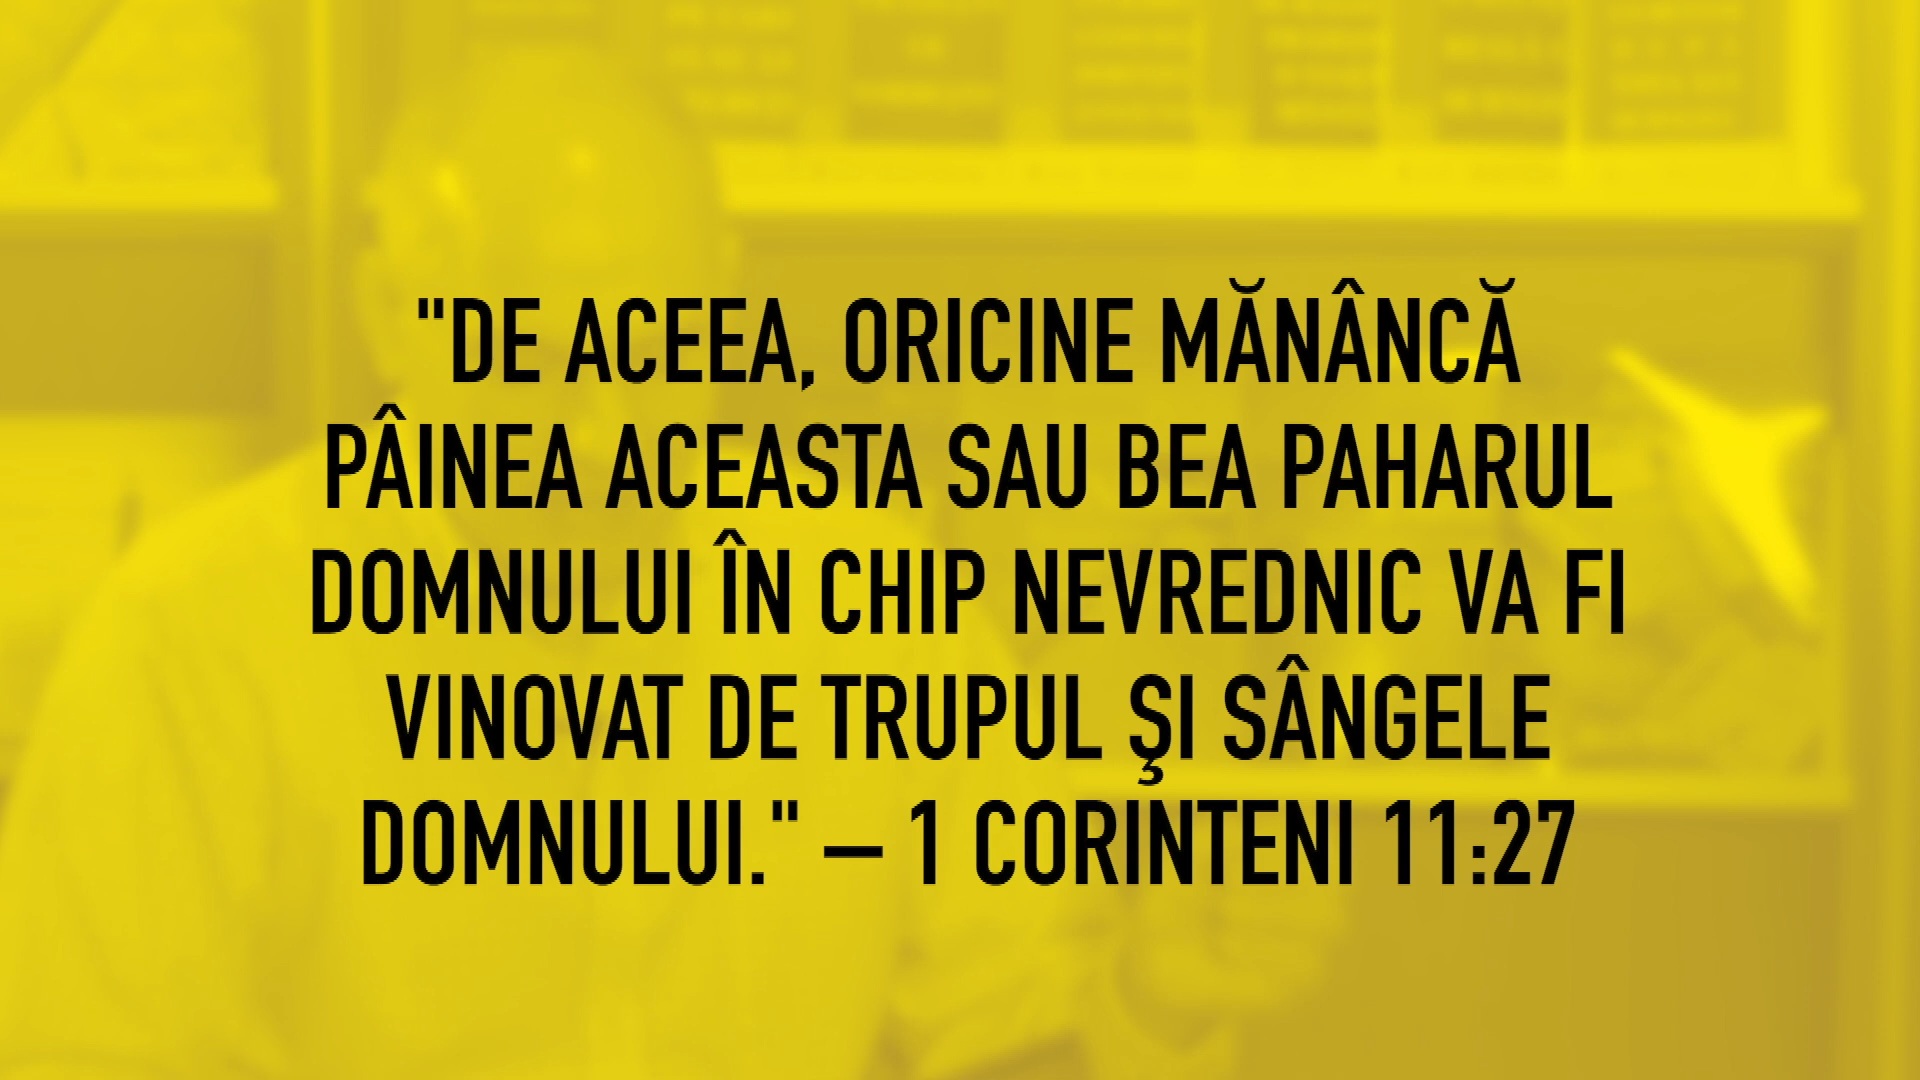 "DE ACEEA, ORICINE MĂNÂNCĂ
PÂINEA ACEASTA SAU BEA PAHARUL
DOMNULUI ÎN CHIP NEVREDNIC VA FI
VINOVAT DE TRUPUL ŞI SÂNGELE
DOMNULUI." – 1 CORINTENI 11:27